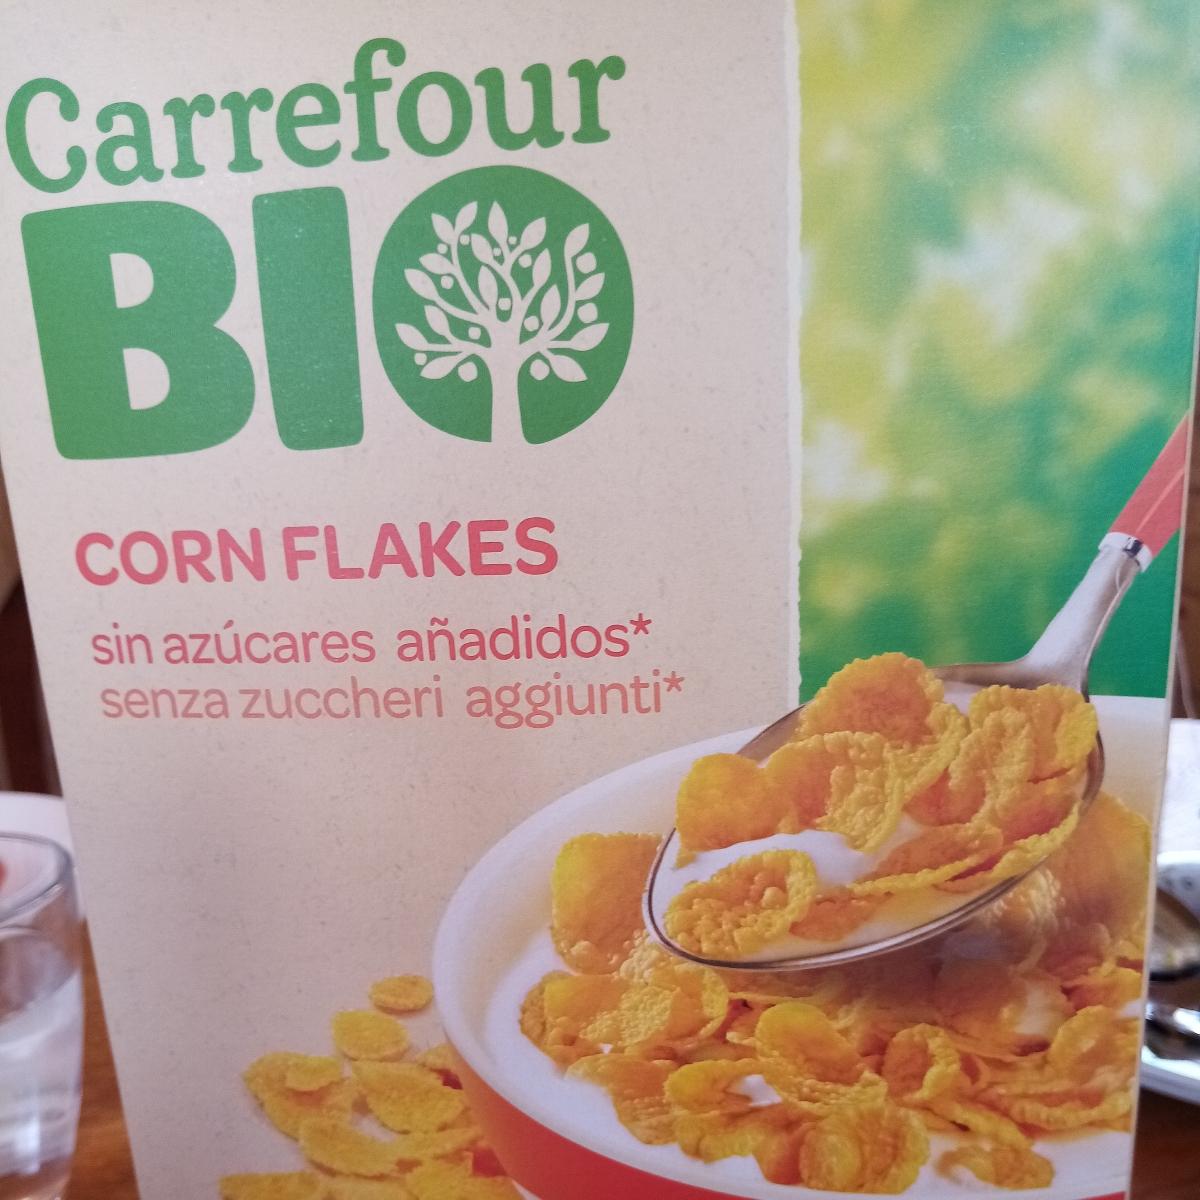 Carrefour
BIO
CORN FLAKES
sin azúcares añadidos*
senza zuccheri aggiunti*